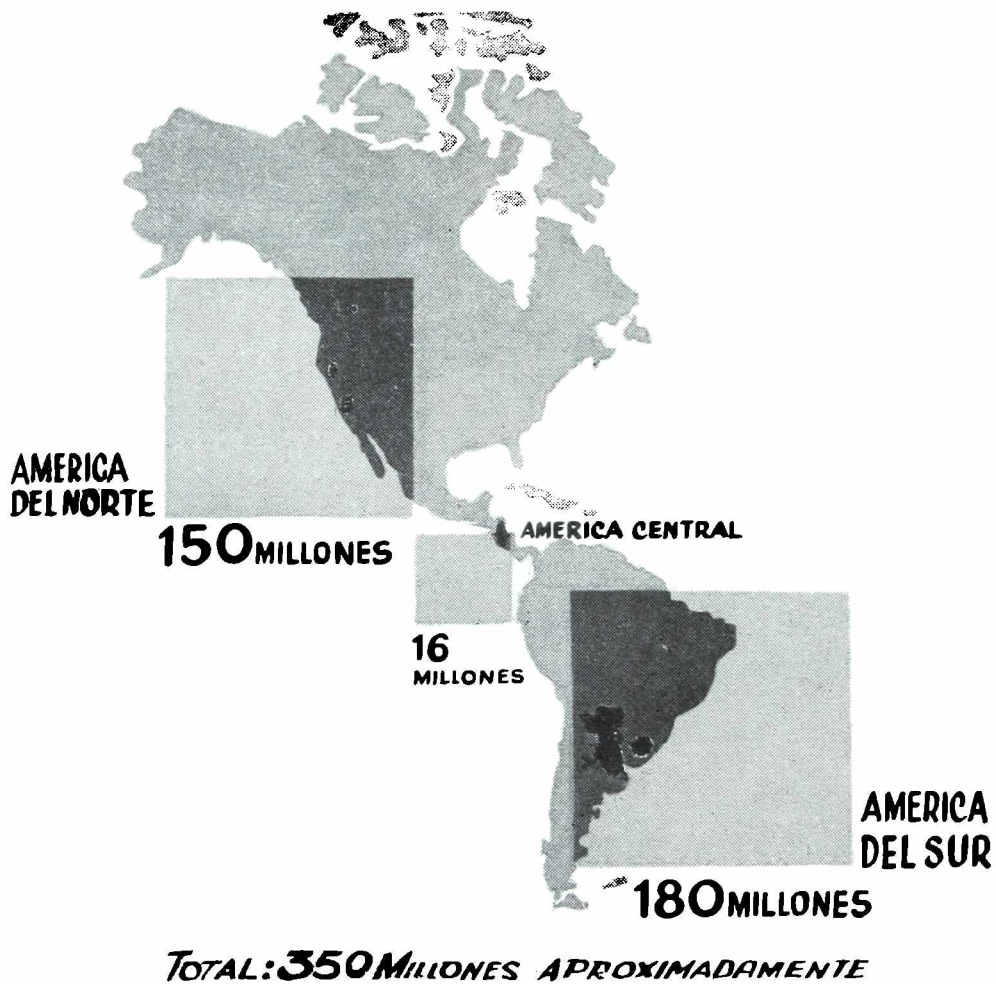 AMERICA
DEL NORTE
150 MILLONES
AMERICA CENTRAL
16
MILLONES
AMERICA
DEL SUR
180 MILLONES
TOTAL: 350 MILLONES APROXIMADAMENTE